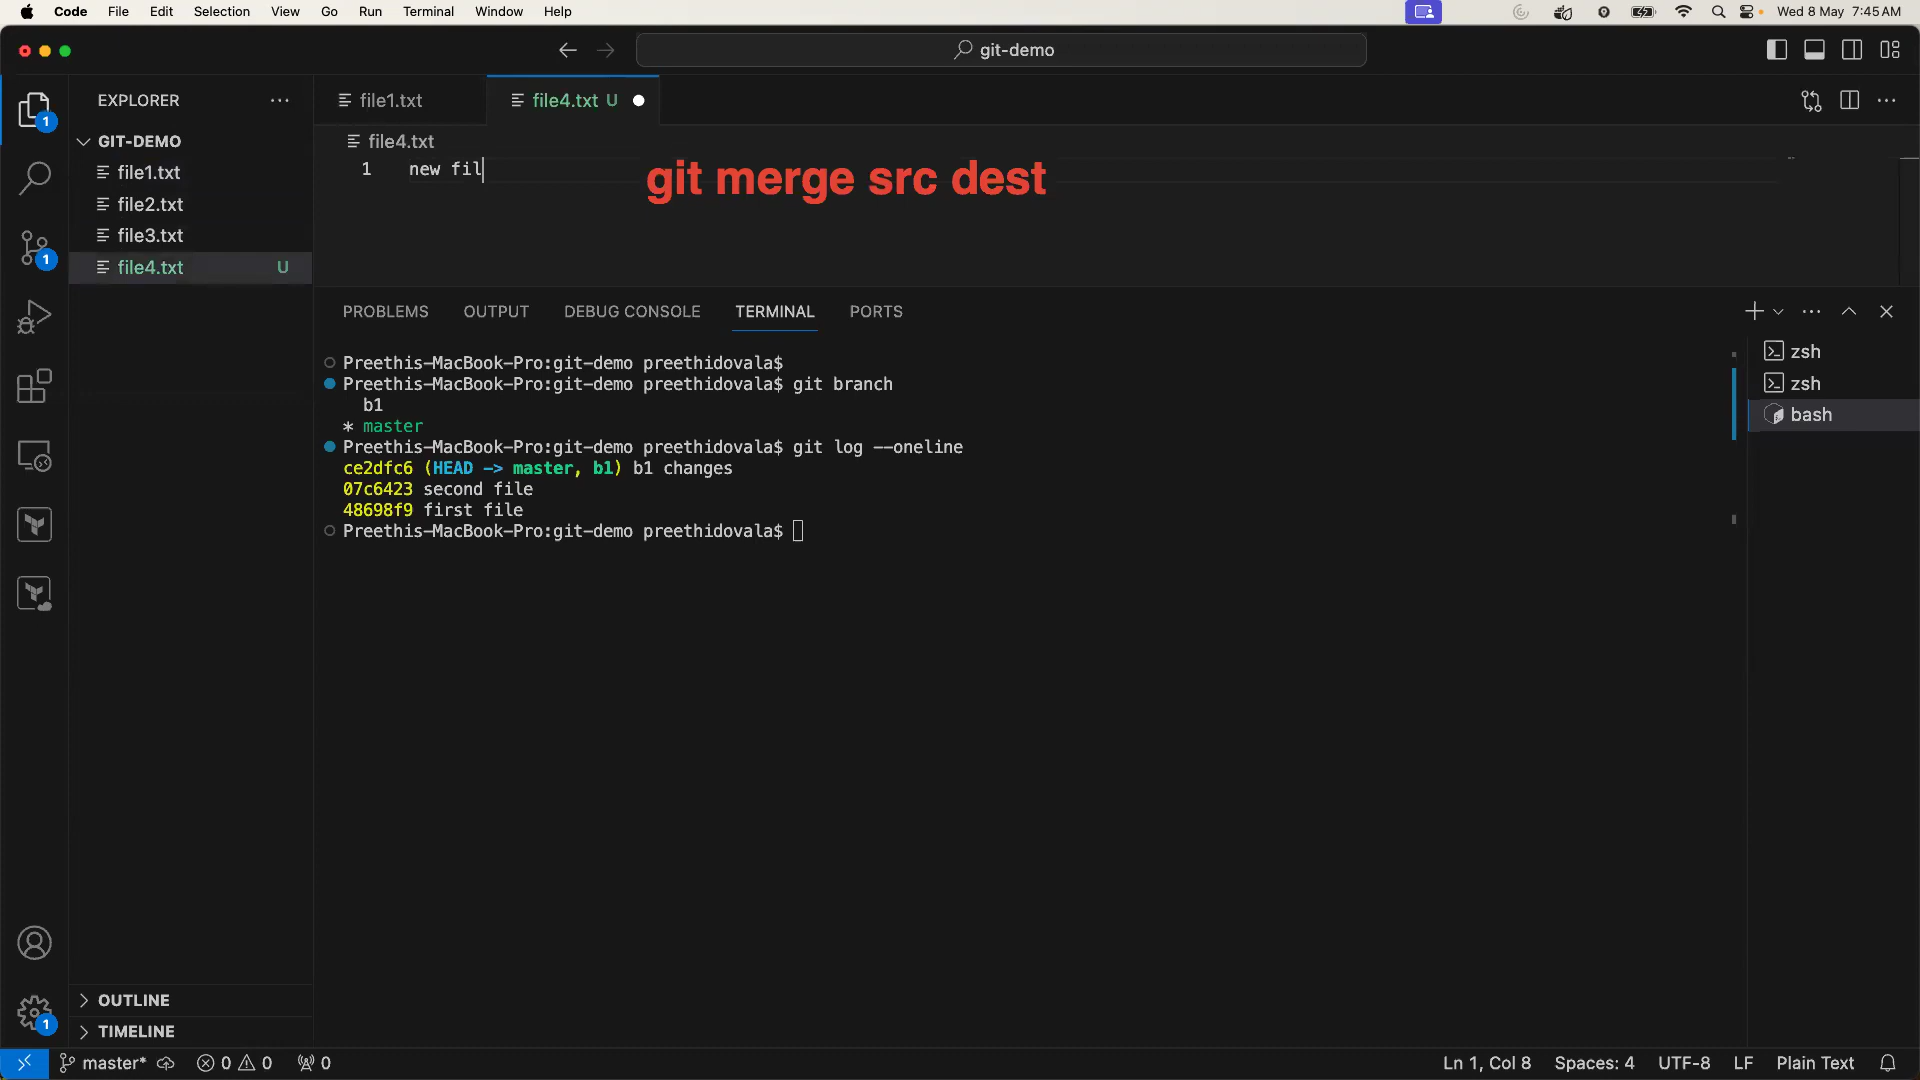 Code File Edit Selection View Go Run Terminal Window Help Wed 8 May 7:45 AM
git-demo
EXPLORER
file1.txt
file4.txt U
1
GIT-DEMO
file4.txt
file1.txt
1 new fil
git merge src dest
file2.txt
file3.txt
1
file4.txt U
PROBLEMS OUTPUT DEBUG CONSOLE TERMINAL PORTS
zsh
zsh
bash
Preethis-MacBook-Pro:git-demo preethidovala$
Preethis-MacBook-Pro:git-demo preethidovala$ git branch
b1
* master
Preethis-MacBook-Pro:git-demo preethidovala$ git log --oneline
ce2dfc6 (HEAD -> master, b1) b1 changes
07c6423 second file
48698f9 first file
Preethis-MacBook-Pro:git-demo preethidovala$
OUTLINE
1
TIMELINE
master* 0 0 0 Ln 1, Col 8 Spaces: 4 UTF-8 LF Plain Text